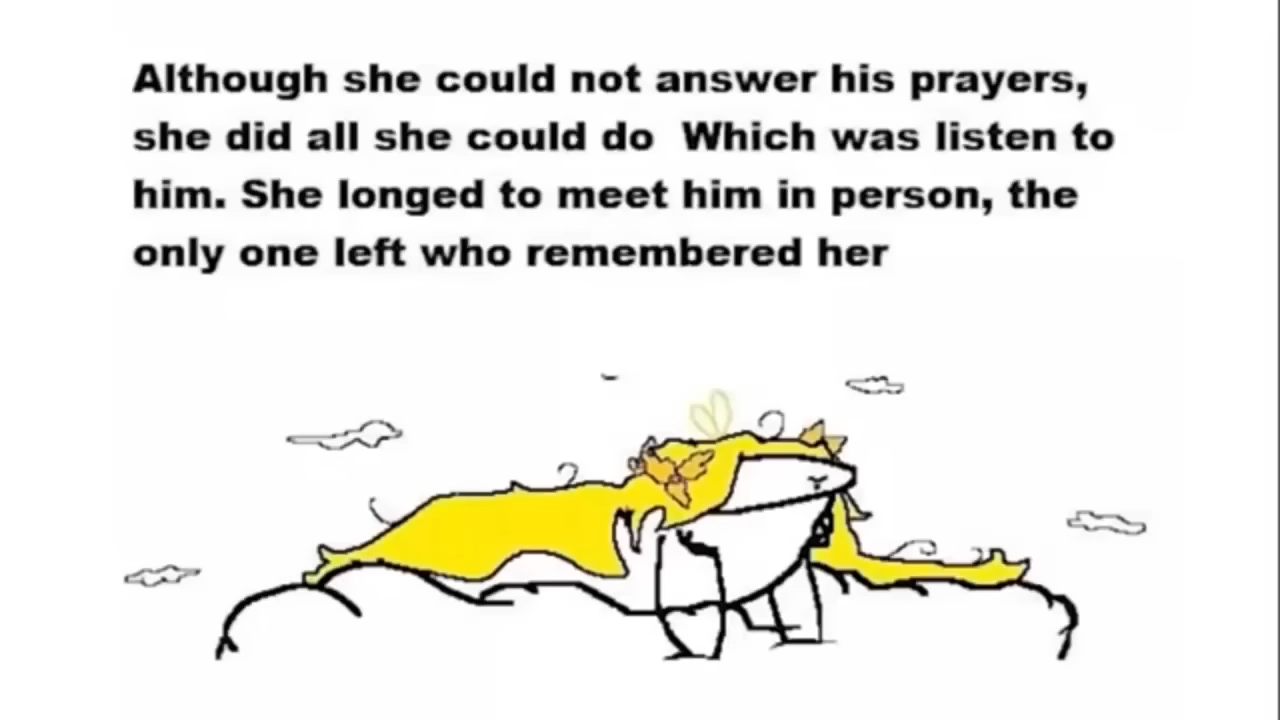 Although she could not answer his prayers,
she did all she could do  Which was listen to
him. She longed to meet him in person, the
only one left who remembered her